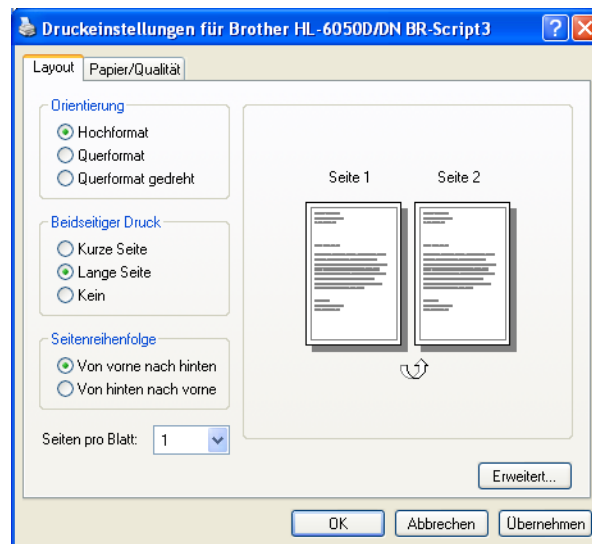 Druckeinstellungen für Brother HL-6050D/DN BR-Script3
Layout
Papier/Qualität
Orientierung
Hochformat
Querformat
Querformat gedreht
Beidseitiger Druck
Kurze Seite
Lange Seite
Kein
Seitenreihenfolge
Von vorne nach hinten
Von hinten nach vorne
Seiten pro Blatt: 1
Seite 1
Seite 2
Erweitert...
OK
Abbrechen
Übernehmen